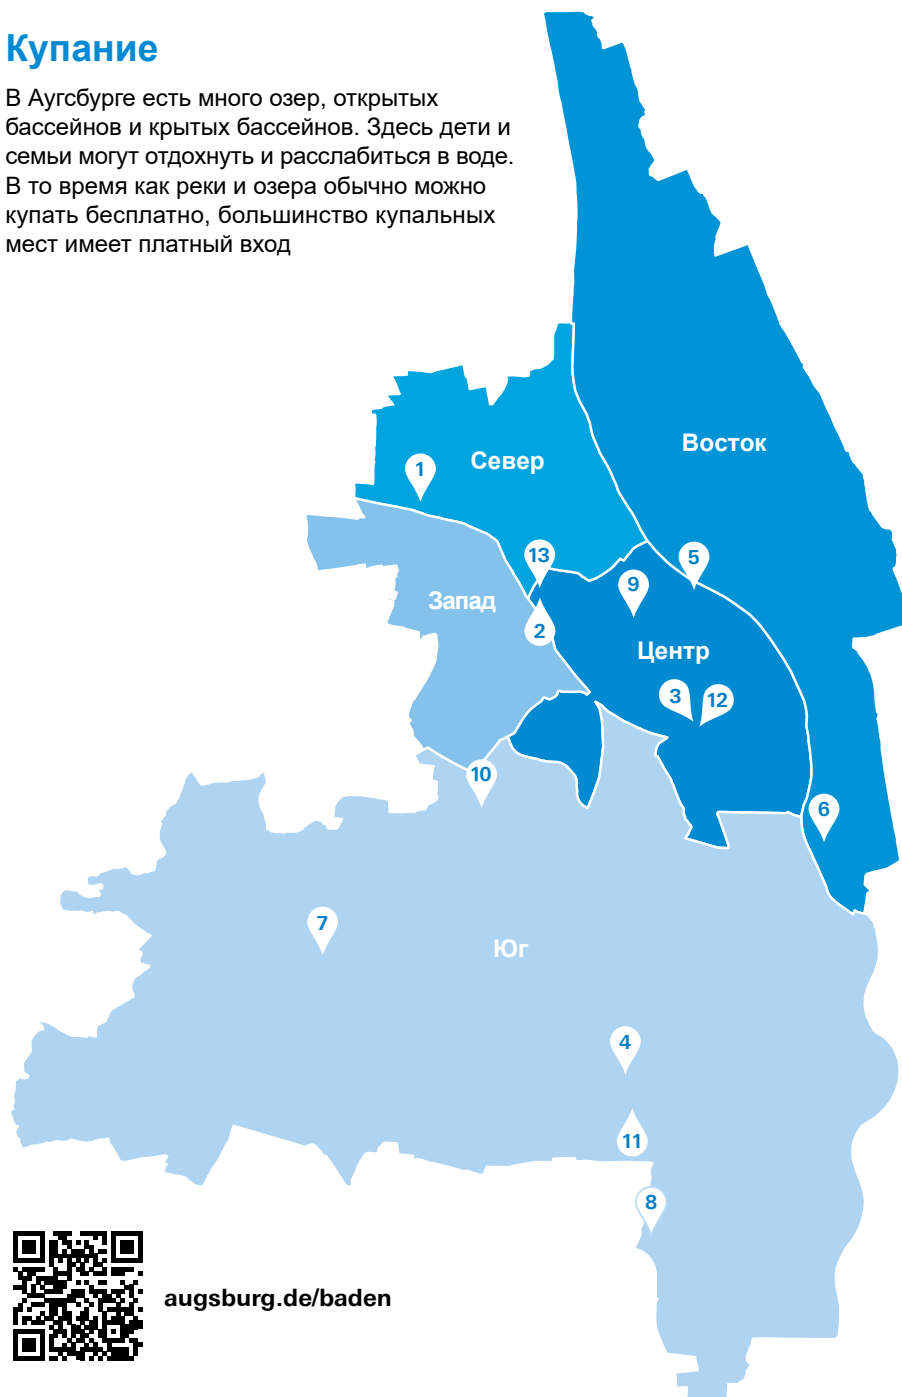 Купание
В Аугсбурге есть много озер, открытых
бассейнов и крытых бассейнов. Здесь дети и
семьи могут отдохнуть и расслабиться в воде.
В то время как реки и озера обычно можно
купать бесплатно, большинство купальных
мест имеет платный вход
Восток
Север
1
13
5
9
Запад
2
Центр
3
12
10
6
7
Юг
4
11
8
augsburg.de/baden